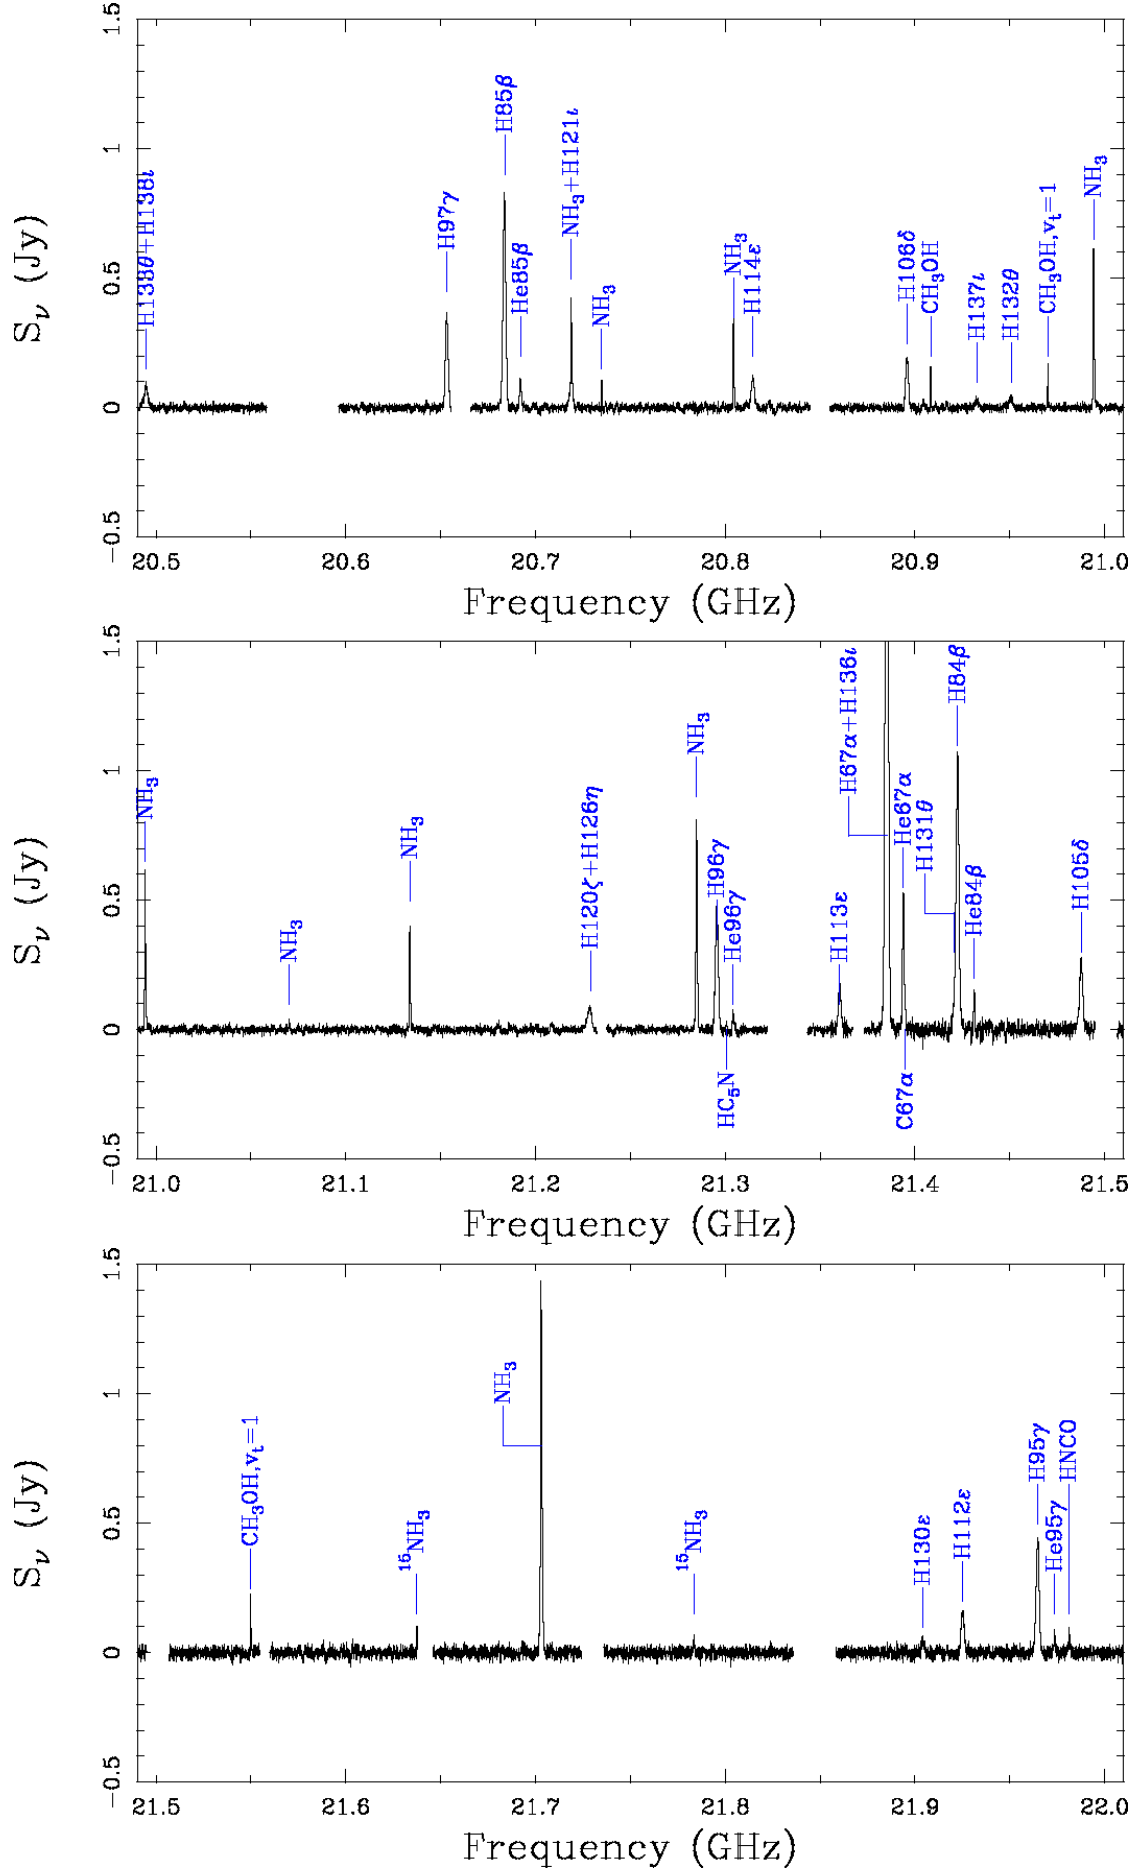 S_ν (Jy)
1.5
1
0.5
0
−0.5
H138θ+H138ι
H97γ
H85β
He85β
NH₃+H121ι
NH₃
NH₃
H114ε
H106δ
CH₃OH
H137ι
H132θ
CH₃OH,vₜ=1
NH₃
20.5 20.6 20.7 20.8 20.9 21.0
Frequency (GHz)
S_ν (Jy)
1.5
1
0.5
0
−0.5
NH₃
NH₃
NH₃
H120ζ+H126η
NH₃
H96γ
HC₅N
He96γ
H113ε
H67α+H136ι
He67α
C67α
H131θ
H84β
He84β
H105δ
21.0 21.1 21.2 21.3 21.4 21.5
Frequency (GHz)
S_ν (Jy)
1.5
1
0.5
0
−0.5
CH₃OH,vₜ=1
¹⁵NH₃
NH₃
¹⁵NH₃
H130ε
H112ε
H95γ
He95γ
HNCO
21.5 21.6 21.7 21.8 21.9 22.0
Frequency (GHz)